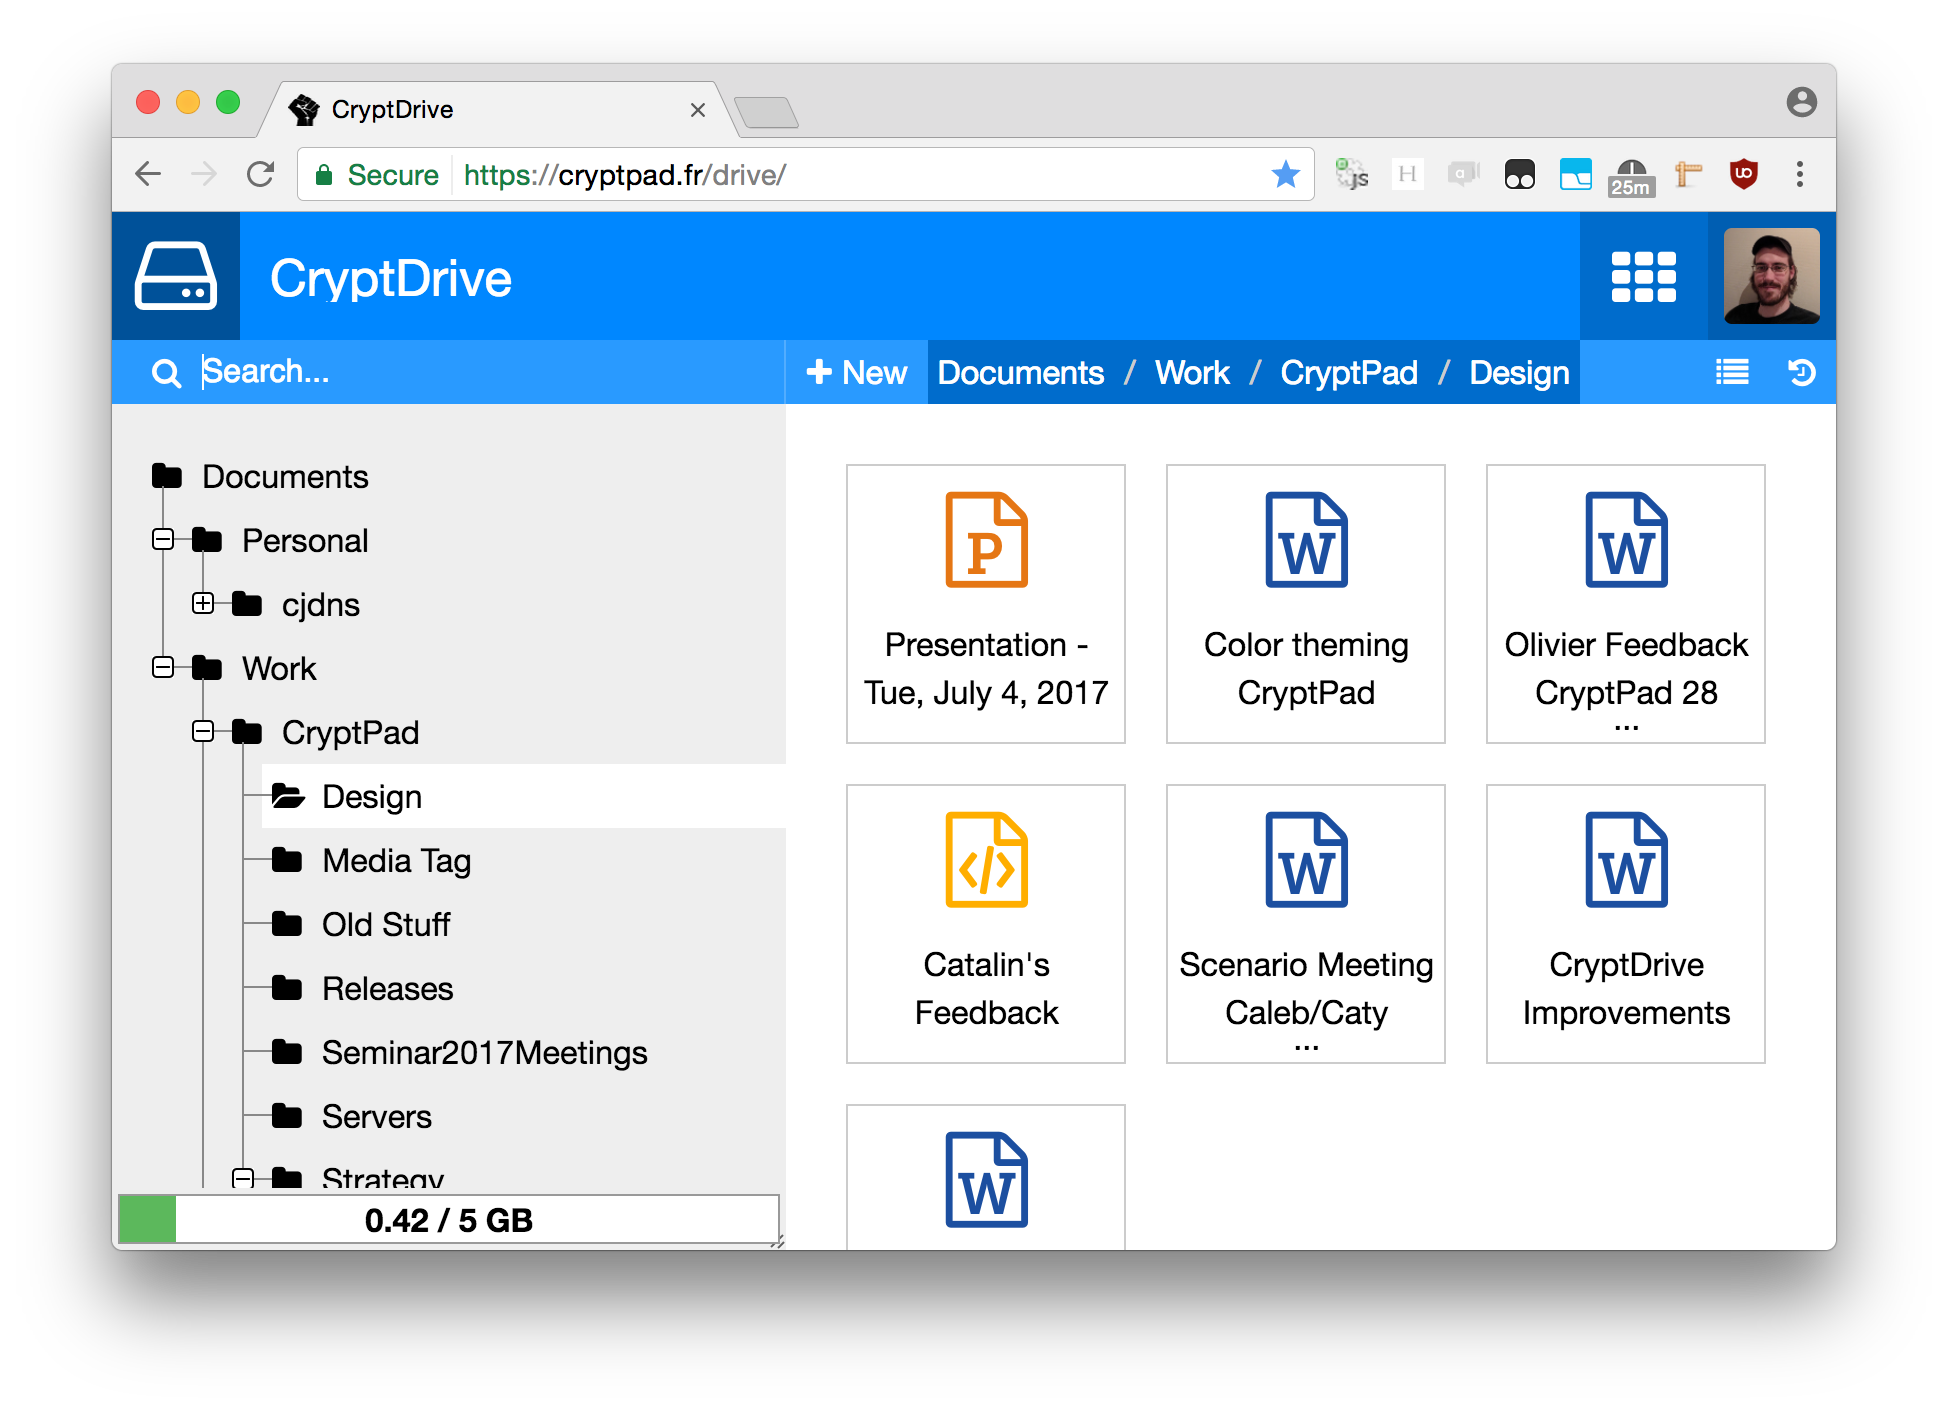 CryptDrive
Secure https://cryptpad.fr/drive/
.js H a 25m uo
CryptDrive
Search...
New Documents / Work / CryptPad / Design
Documents
Personal
cjdns
Work
CryptPad
Design
Media Tag
Old Stuff
Releases
Seminar2017Meetings
Servers
Strategy
0.42 / 5 GB
P
Presentation -
Tue, July 4, 2017
W
Color theming
CryptPad
W
Olivier Feedback
CryptPad 28
...
</>
Catalin's
Feedback
W
Scenario Meeting
Caleb/Caty
...
W
CryptDrive
Improvements
W